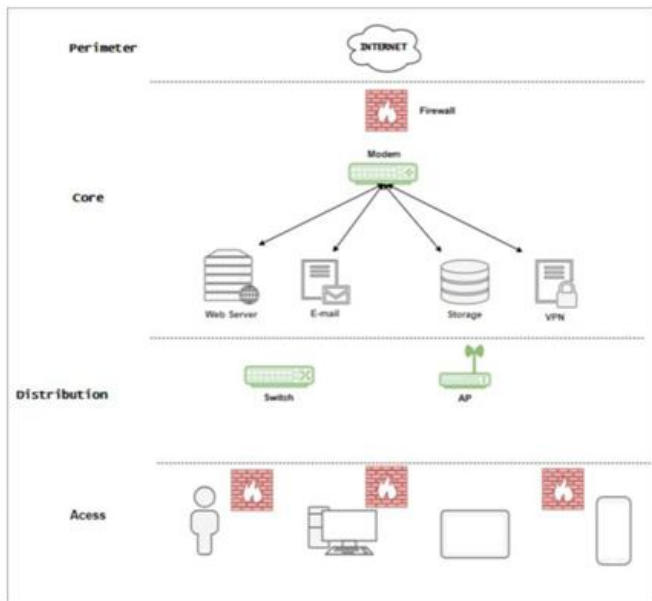 Perimeter
INTERNET
Firewall
Modem
Core
Web Server
E-mail
Storage
VPN
Distribution
Switch
AP
Acess